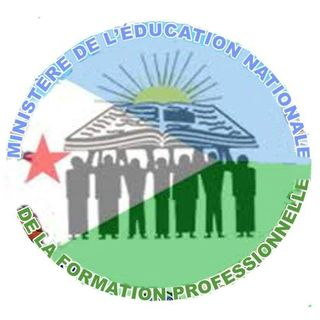 MINISTÈRE DE L'ÉDUCATION NATIONALE
DE LA FORMATION PROFESSIONNELLE